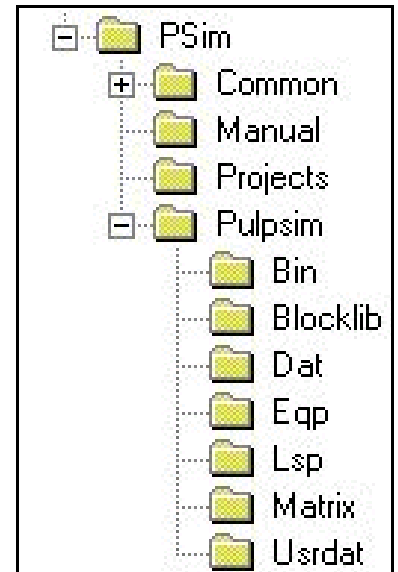 PSim
Common
Manual
Projects
Pulpsim
Bin
Blocklib
Dat
Eqp
Lsp
Matrix
Usrdat